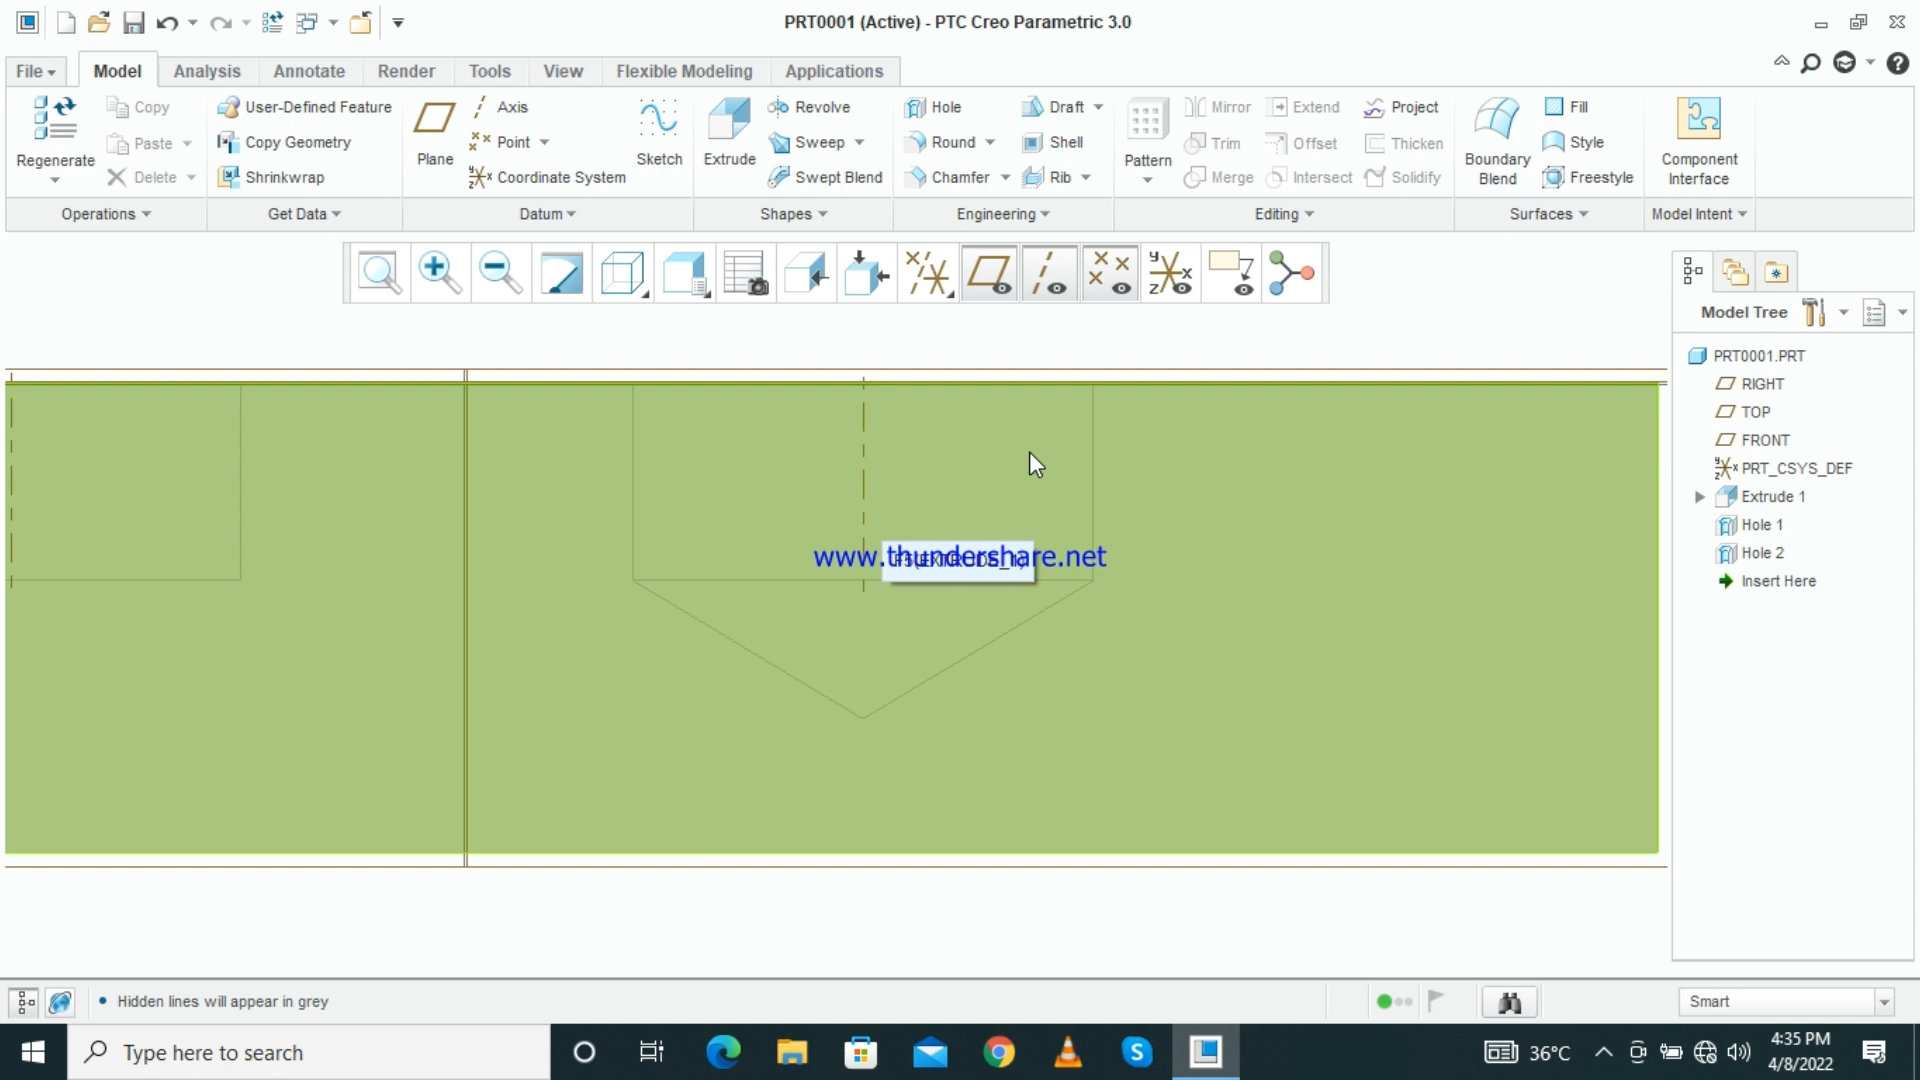 PRT0001 (Active) - PTC Creo Parametric 3.0
File
Model
Analysis
Annotate
Render
Tools
View
Flexible Modeling
Applications
Regenerate
Copy
Paste
Delete
User-Defined Feature
Copy Geometry
Shrinkwrap
Plane
Axis
Point
Coordinate System
Sketch
Extrude
Revolve
Sweep
Swept Blend
Hole
Round
Chamfer
Draft
Shell
Rib
Pattern
Mirror
Trim
Merge
Extend
Offset
Intersect
Project
Thicken
Solidify
Boundary
Blend
Fill
Style
Freestyle
Component
Interface
Operations
Get Data
Datum
Shapes
Engineering
Editing
Surfaces
Model Intent
Model Tree
PRT0001.PRT
RIGHT
TOP
FRONT
PRT_CSYS_DEF
Extrude 1
Hole 1
Hole 2
Insert Here
www.thundershare.net
F5(EXTRUDE_1)
Hidden lines will appear in grey
Smart
Type here to search
36°C
4:35 PM
4/8/2022